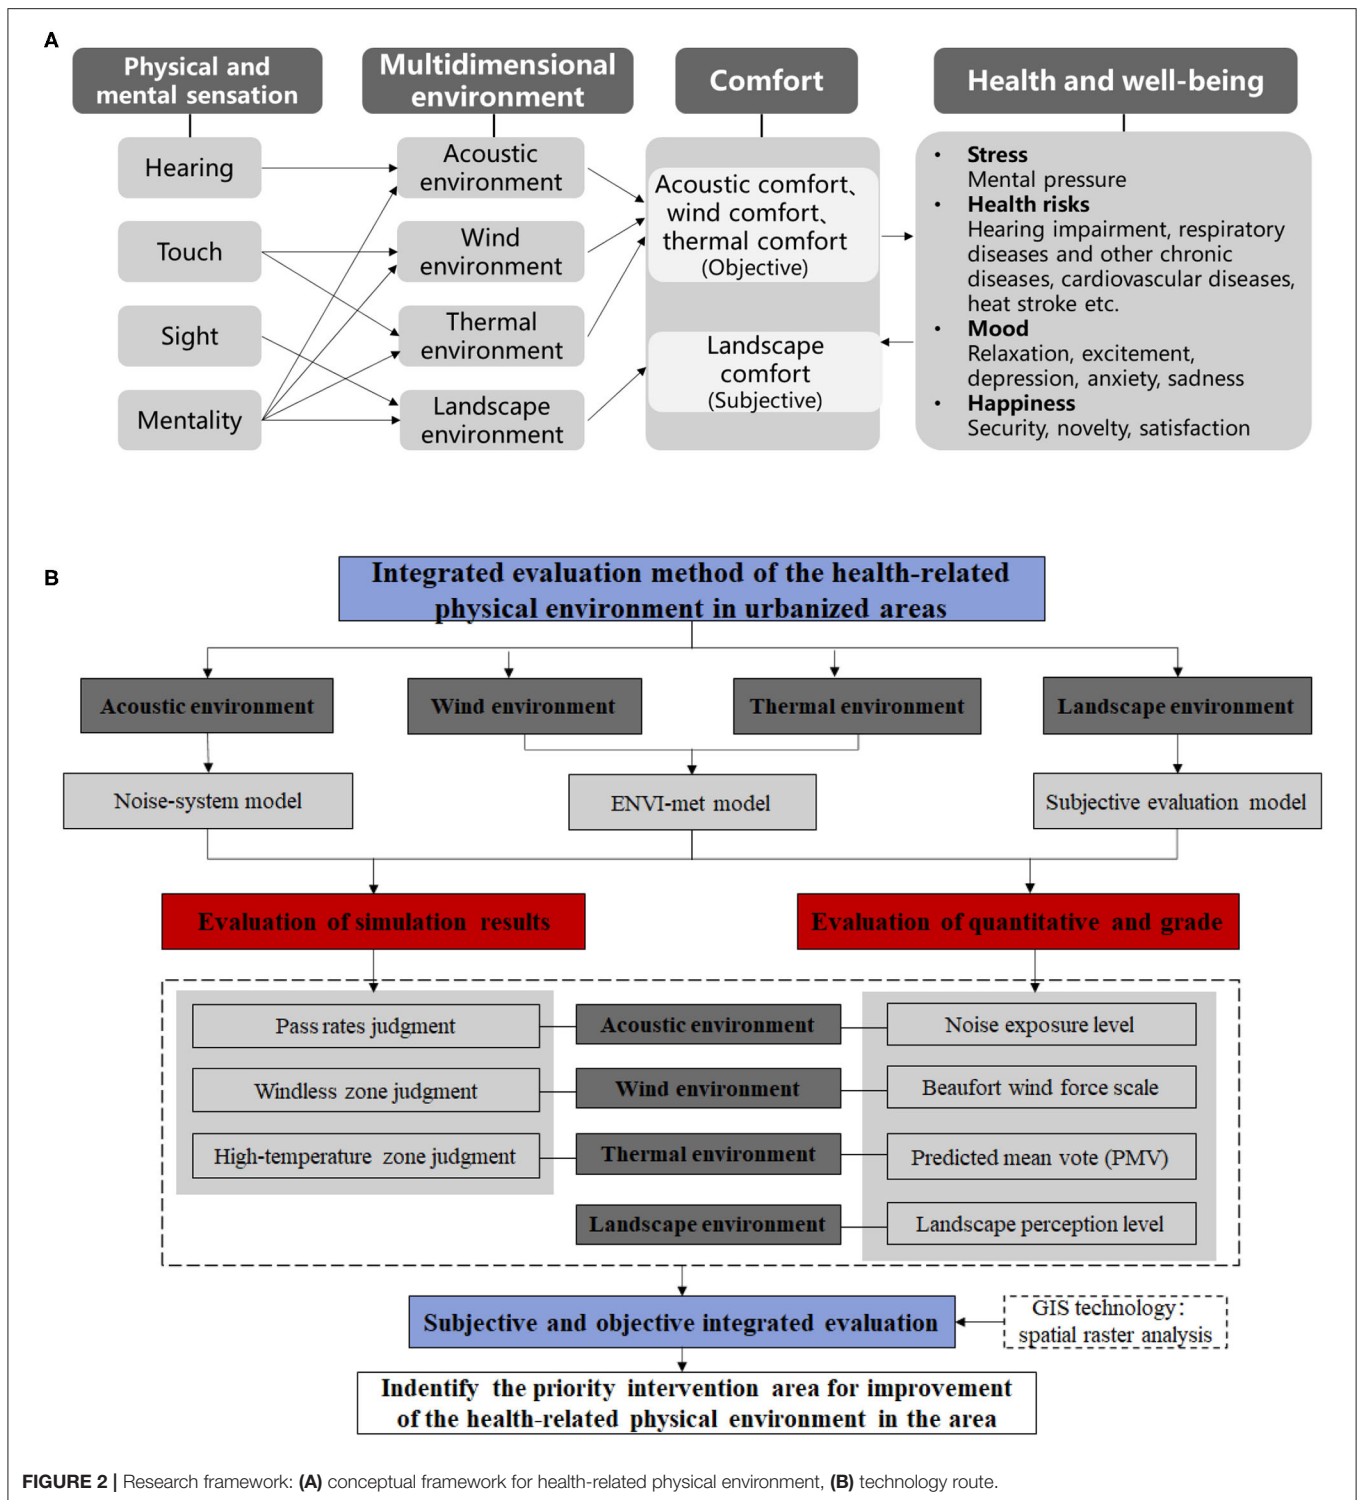 A
Physical and
mental sensation
Multidimensional
environment
Comfort
Health and well-being
Hearing
Touch
Sight
Mentality
Acoustic
environment
Wind
environment
Thermal
environment
Landscape
environment
Acoustic comfort、
wind comfort、
thermal comfort
(Objective)
Landscape
comfort
(Subjective)
• Stress
Mental pressure
• Health risks
Hearing impairment, respiratory
diseases and other chronic
diseases, cardiovascular diseases,
heat stroke etc.
• Mood
Relaxation, excitement,
depression, anxiety, sadness
• Happiness
Security, novelty, satisfaction
B
Integrated evaluation method of the health-related
physical environment in urbanized areas
Acoustic environment
Wind environment
Thermal environment
Landscape environment
Noise-system model
ENVI-met model
Subjective evaluation model
Evaluation of simulation results
Evaluation of quantitative and grade
Pass rates judgment
Acoustic environment
Noise exposure level
Windless zone judgment
Wind environment
Beaufort wind force scale
High-temperature zone judgment
Thermal environment
Predicted mean vote (PMV)
Landscape environment
Landscape perception level
Subjective and objective integrated evaluation
GIS technology：
spatial raster analysis
Indentify the priority intervention area for improvement
of the health-related physical environment in the area
FIGURE 2 | Research framework: (A) conceptual framework for health-related physical environment, (B) technology route.